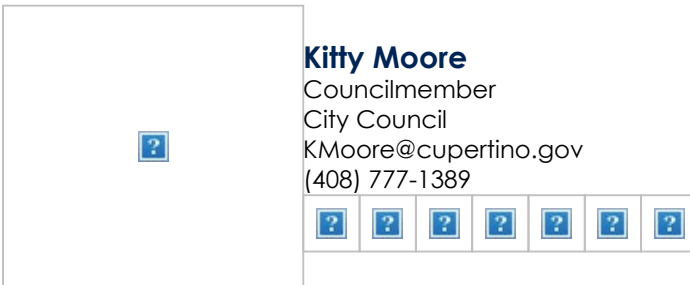 Kitty Moore
Councilmember
City Council
KMoore@cupertino.gov
(408) 777-1389